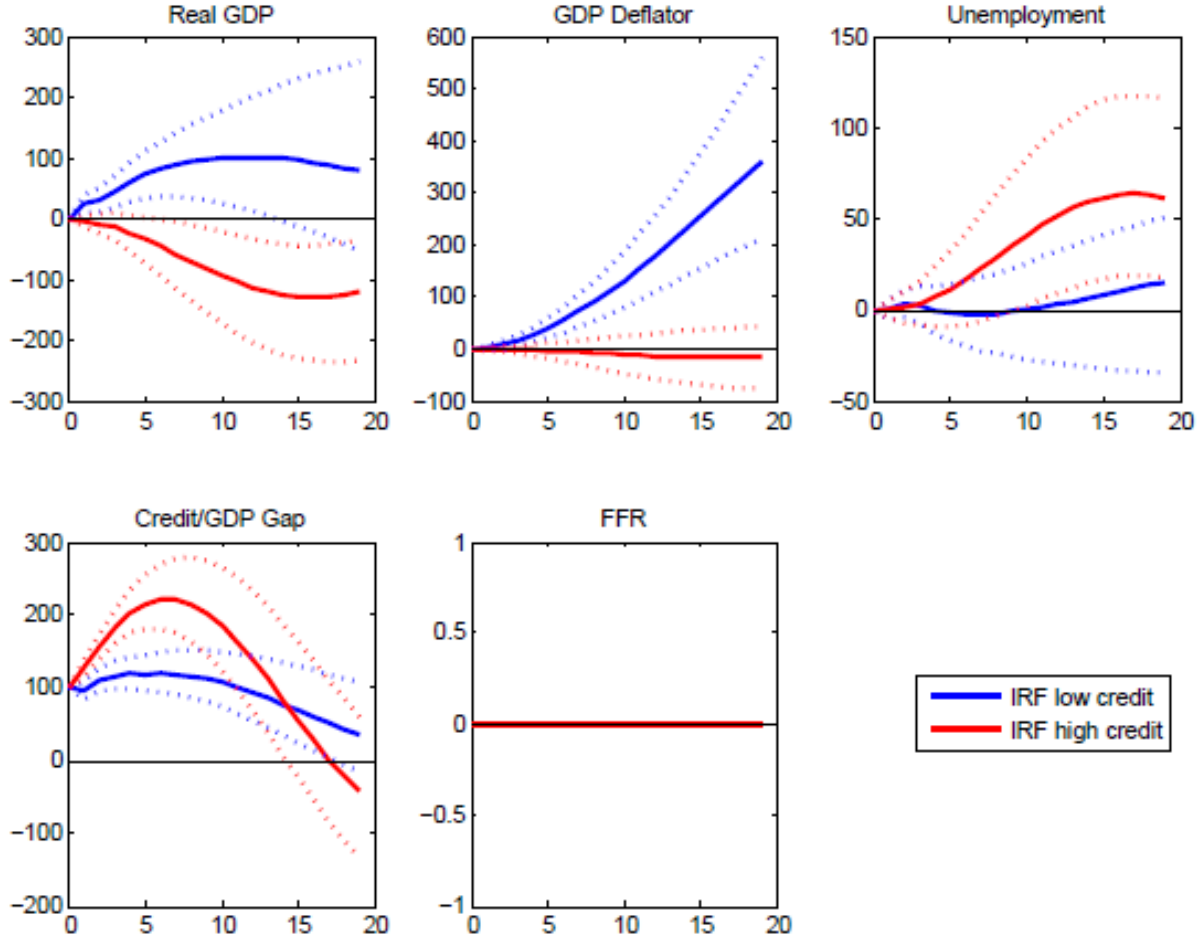 Real GDP
300
200
100
0
−100
−200
−300
0 5 10 15 20
GDP Deflator
600
500
400
300
200
100
0
−100
0 5 10 15 20
Unemployment
150
100
50
0
−50
0 5 10 15 20
Credit/GDP Gap
300
200
100
0
−100
−200
0 5 10 15 20
FFR
1
0.5
0
−0.5
−1
0 5 10 15 20
IRF low credit
IRF high credit